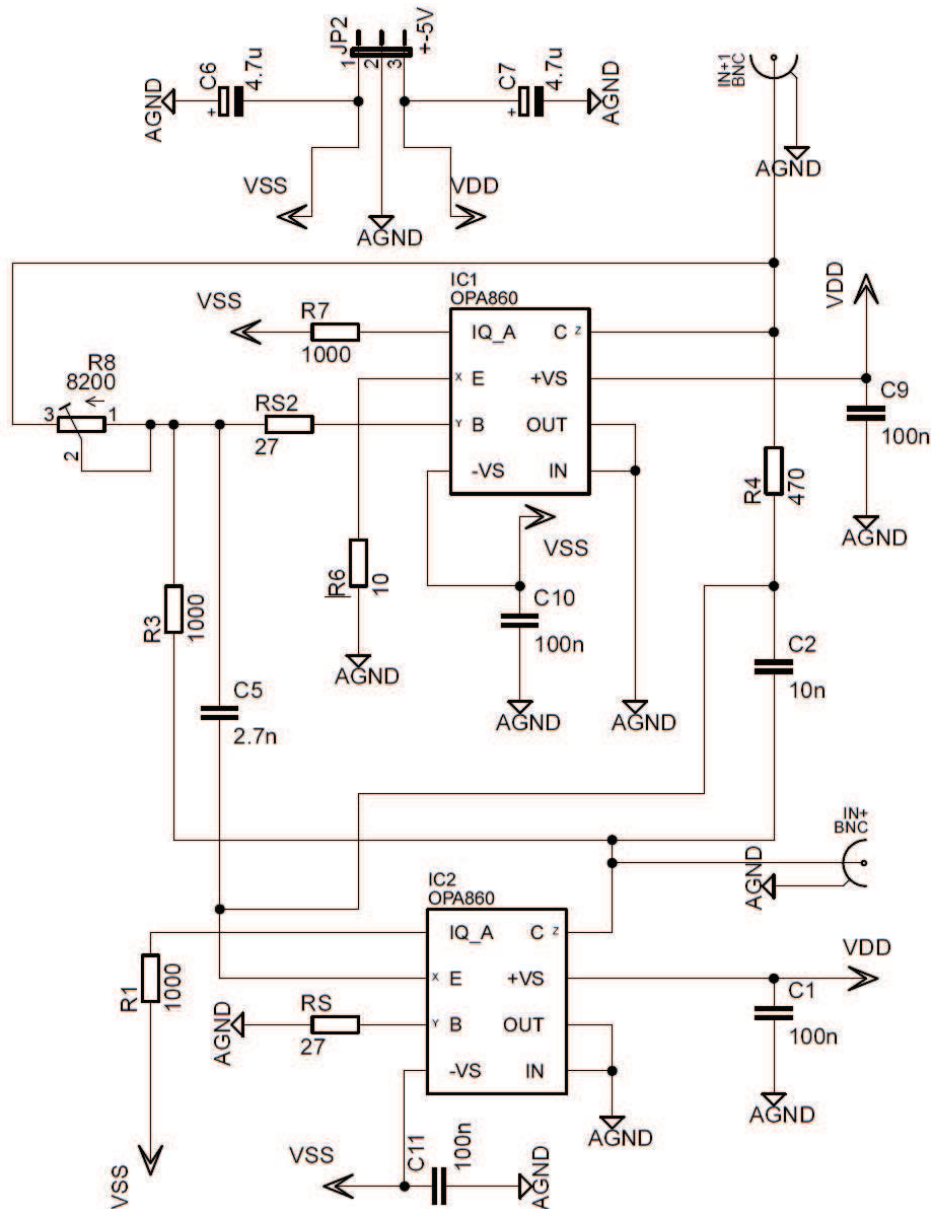 JP2
+-5V
1
2
3
AGND
C6
4.7u
+
C7
4.7u
+
AGND
IN+1
BNC
AGND
VSS
VDD
AGND
IC1
OPA860
VSS
R7
1000
IQ_A
C
Z
X
E
+VS
Y
B
OUT
-VS
IN
VDD
C9
100n
AGND
R8
8200
3
1
2
RS2
27
R4
470
R6
10
AGND
VSS
C10
100n
AGND
AGND
R3
1000
C5
2.7n
C2
10n
IN+
BNC
AGND
IC2
OPA860
IQ_A
C
Z
X
E
+VS
Y
B
OUT
-VS
IN
R1
1000
AGND
RS
27
VDD
C1
100n
AGND
AGND
VSS
VSS
C11
100n
AGND